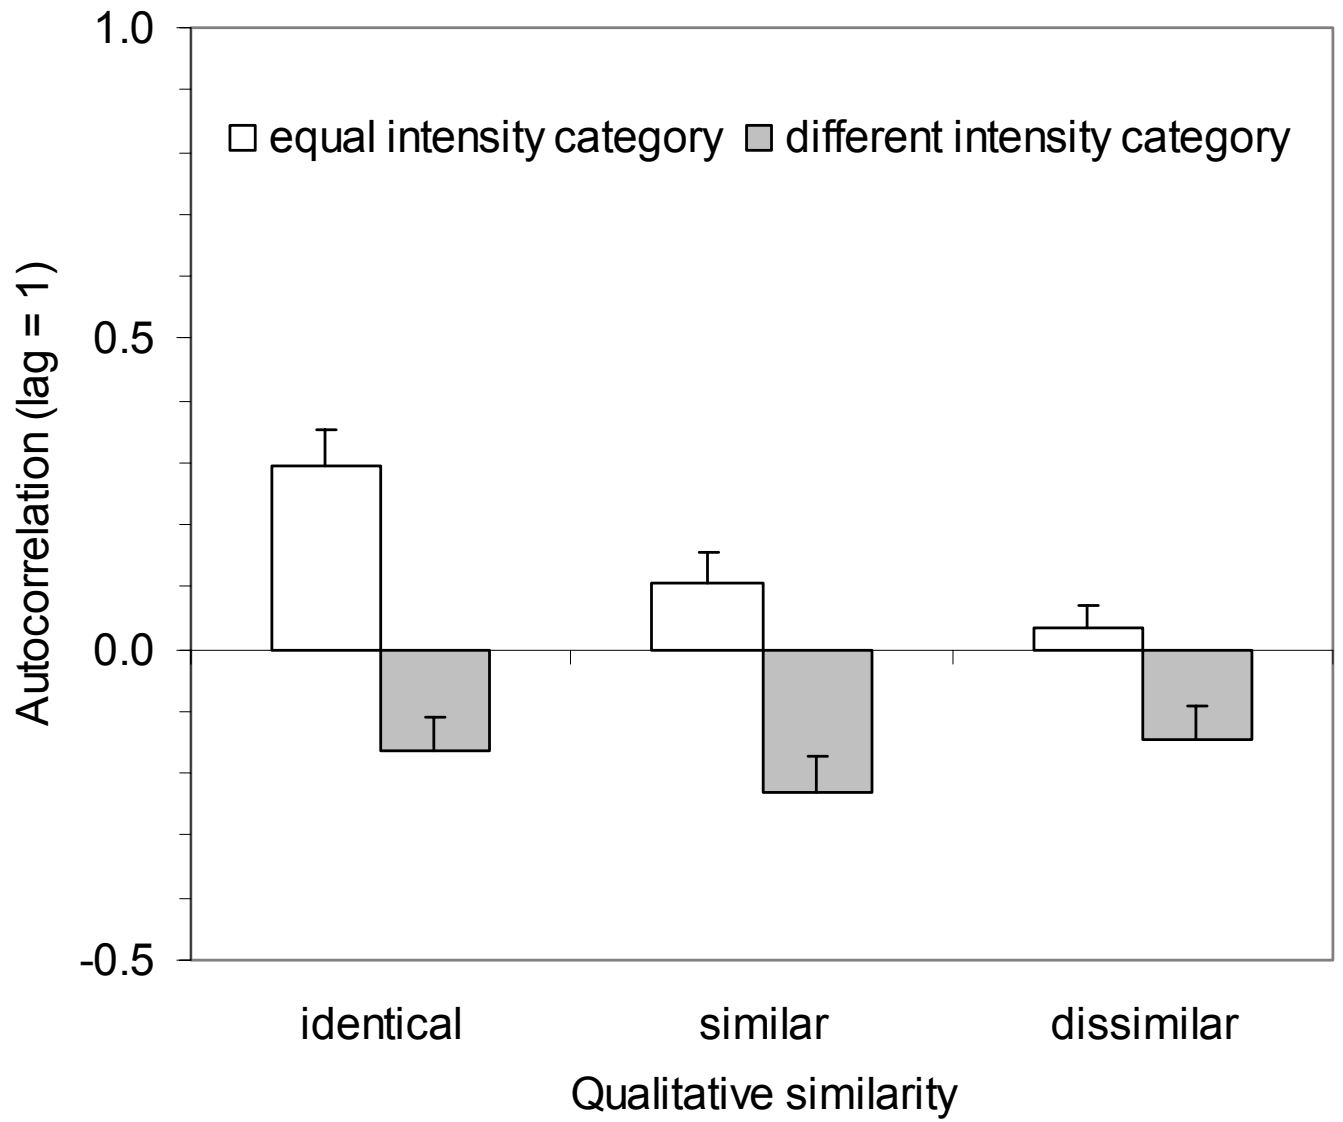 1.0
equal intensity category different intensity category
0.5
Autocorrelation (lag = 1)
0.0
-0.5
identical similar dissimilar
Qualitative similarity